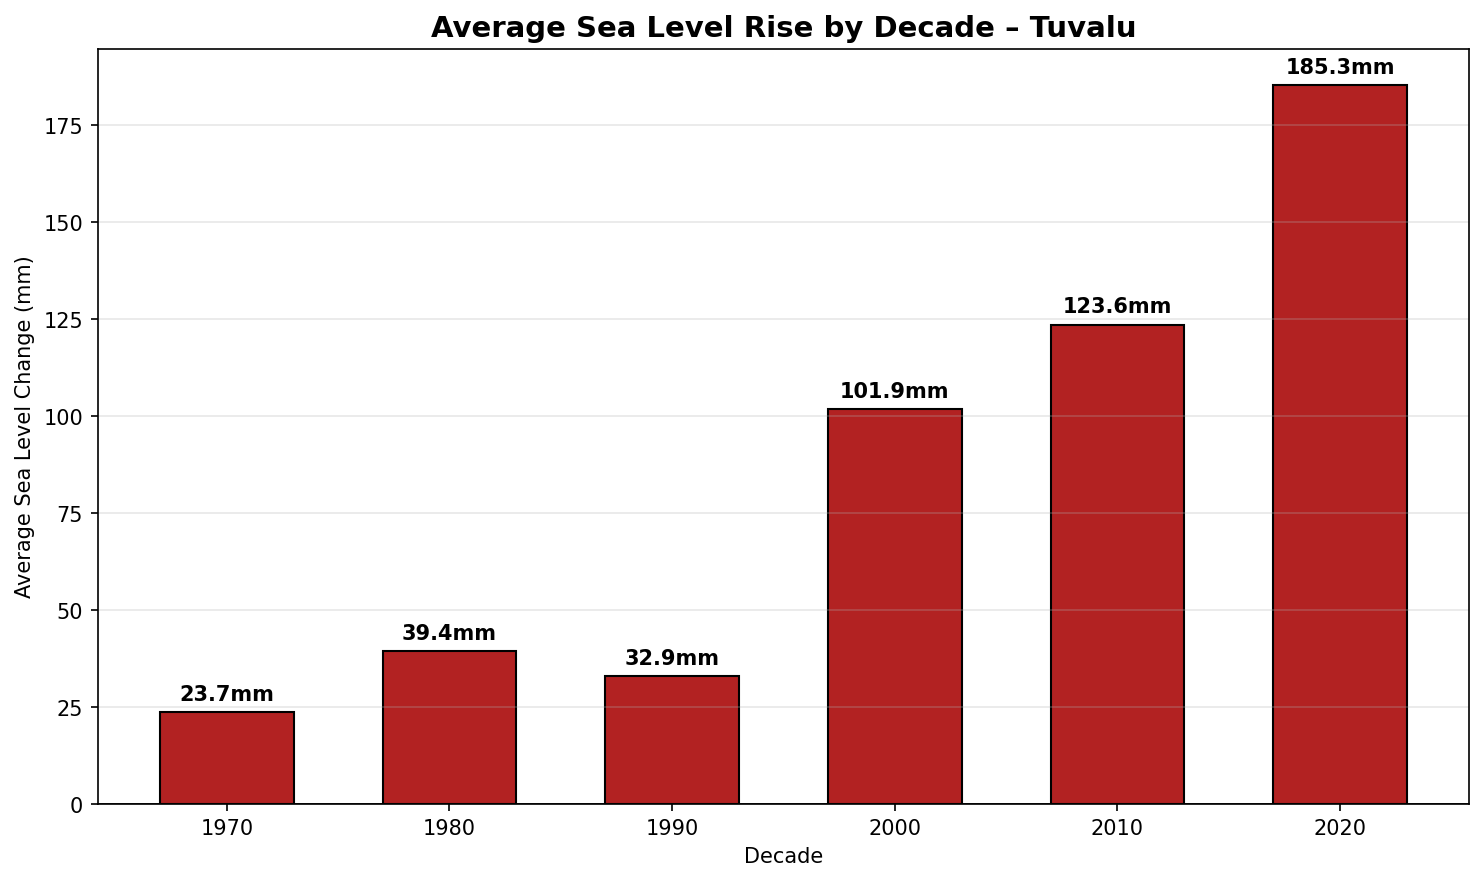 Average Sea Level Rise by Decade – Tuvalu
Average Sea Level Change (mm)
175
150
125
100
75
50
25
0
23.7mm
39.4mm
32.9mm
101.9mm
123.6mm
185.3mm
1970
1980
1990
2000
2010
2020
Decade